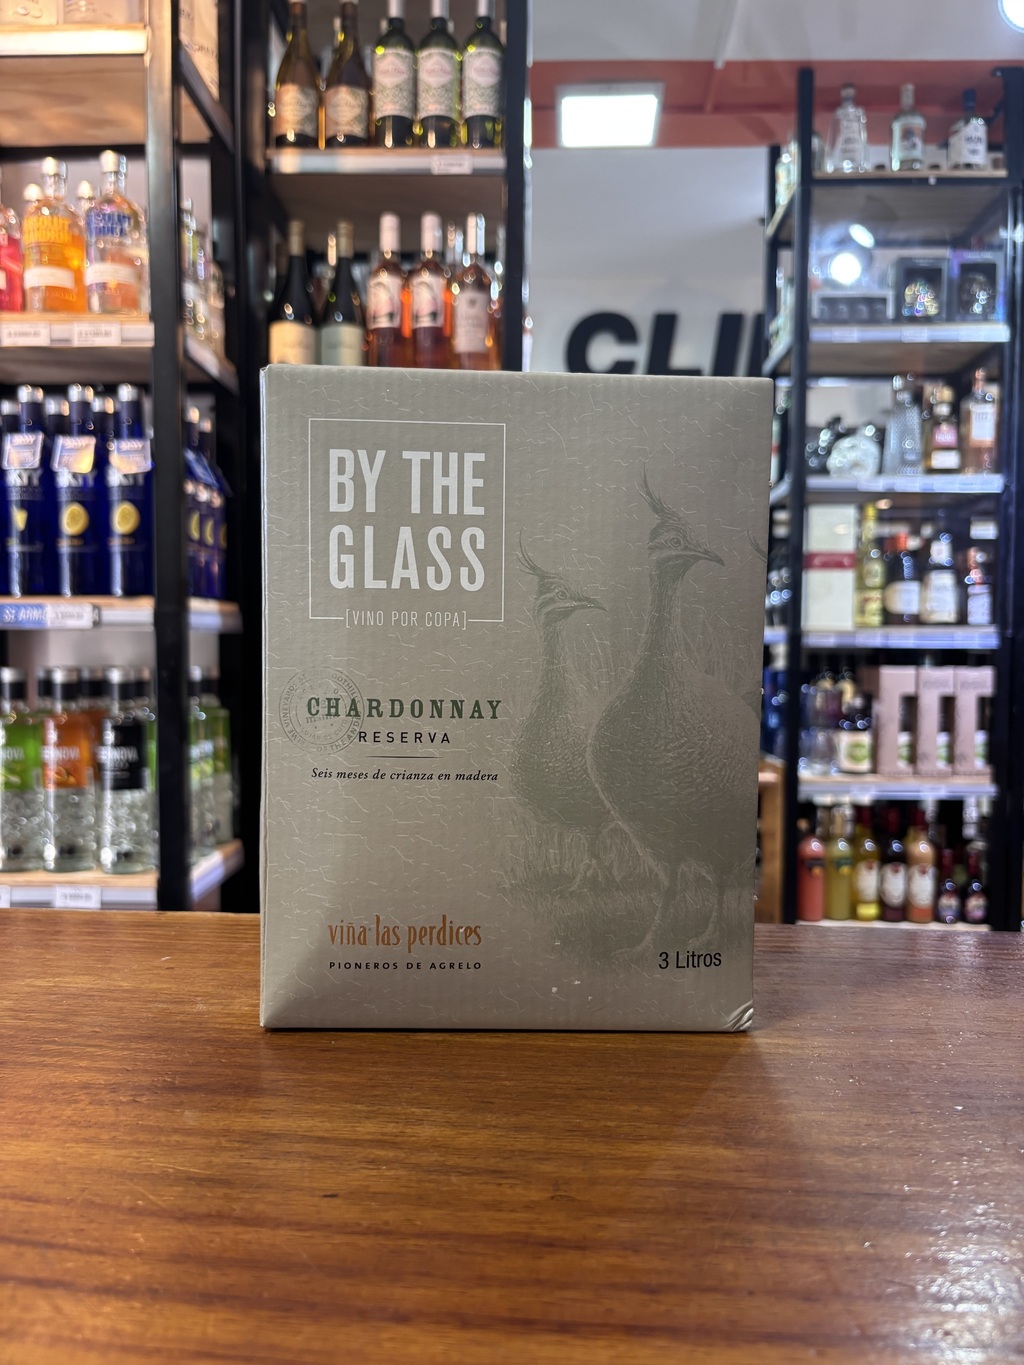 CLI
BY THE
GLASS
[VINO POR COPA]
CHARDONNAY
RESERVA
Seis meses de crianza en madera
viña las perdices
PIONEROS DE AGRELO
3 Litros